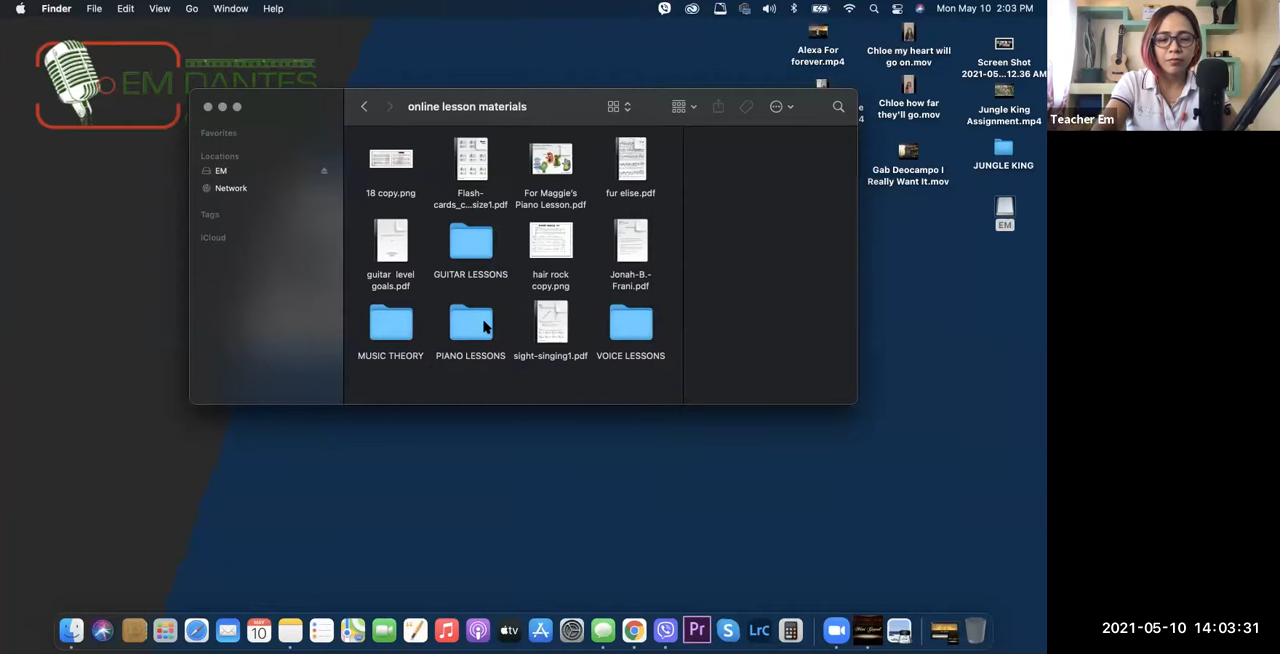 Finder File Edit View Go Window Help
Mon May 10 2:03 PM
EM DANTES
online lesson materials
Favorites
Locations
EM
Network
Tags
iCloud
18 copy.png
Flash-
cards_c...size1.pdf
For Maggie's
Piano Lesson.pdf
fur elise.pdf
guitar level
goals.pdf
GUITAR LESSONS
hair rock
copy.png
Jonah-B.-
Frani.pdf
MUSIC THEORY
PIANO LESSONS
sight-singing1.pdf
VOICE LESSONS
Alexa For
forever.mp4
Chloe my heart will
go on.mov
Screen Shot
2021-05...12.36 AM
Chloe how far
they'll go.mov
Jungle King
Assignment.mp4
Gab Deocampo I
Really Want It.mov
JUNGLE KING
EM
Teacher Em
MAY
10
tv
Pr
LrC
2021-05-10 14:03:31